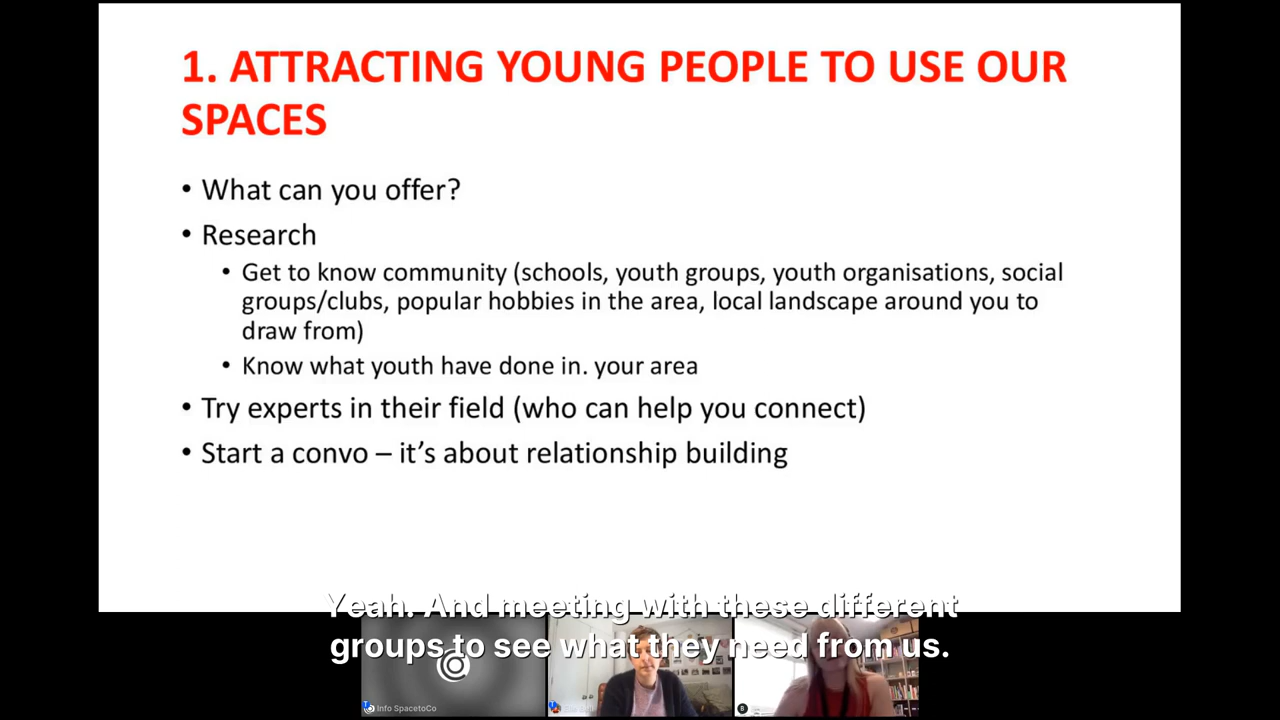 1. ATTRACTING YOUNG PEOPLE TO USE OUR
SPACES
• What can you offer?
• Research
• Get to know community (schools, youth groups, youth organisations, social
groups/clubs, popular hobbies in the area, local landscape around you to
draw from)
• Know what youth have done in. your area
• Try experts in their field (who can help you connect)
• Start a convo – it’s about relationship building
Yeah. And meeting with these different
groups to see what they need from us.
Info SpacetoCo